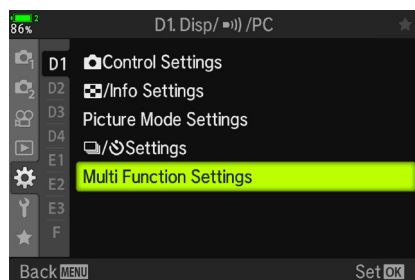 2
86%
D1. Disp/ /PC
D1 Control Settings
D2 /Info Settings
D3 Picture Mode Settings
D4 / Settings
E1
E2 Multi Function Settings
E3
F
Back MENU Set OK